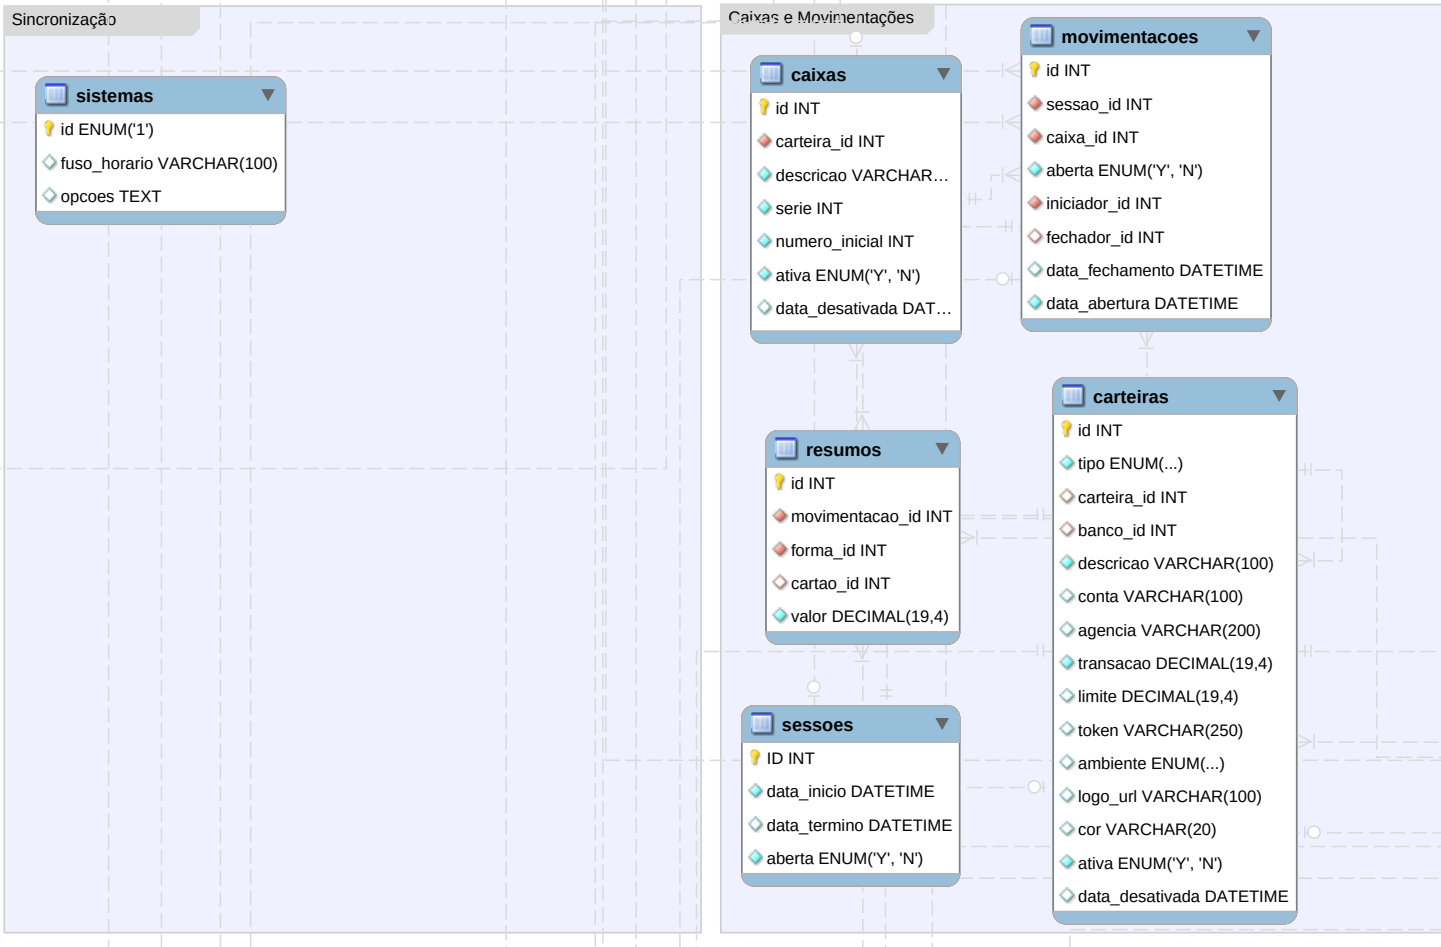 Sincronização
sistemas
id ENUM('1')
fuso_horario VARCHAR(100)
opcoes TEXT
Caixas e Movimentações
caixas
id INT
carteira_id INT
descricao VARCHAR…
serie INT
numero_inicial INT
ativa ENUM('Y', 'N')
data_desativada DAT…
movimentacoes
id INT
sessao_id INT
caixa_id INT
aberta ENUM('Y', 'N')
iniciador_id INT
fechador_id INT
data_fechamento DATETIME
data_abertura DATETIME
resumos
id INT
movimentacao_id INT
forma_id INT
cartao_id INT
valor DECIMAL(19,4)
carteiras
id INT
tipo ENUM(...)
carteira_id INT
banco_id INT
descricao VARCHAR(100)
conta VARCHAR(100)
agencia VARCHAR(200)
transacao DECIMAL(19,4)
limite DECIMAL(19,4)
token VARCHAR(250)
ambiente ENUM(...)
logo_url VARCHAR(100)
cor VARCHAR(20)
ativa ENUM('Y', 'N')
data_desativada DATETIME
sessoes
ID INT
data_inicio DATETIME
data_termino DATETIME
aberta ENUM('Y', 'N')